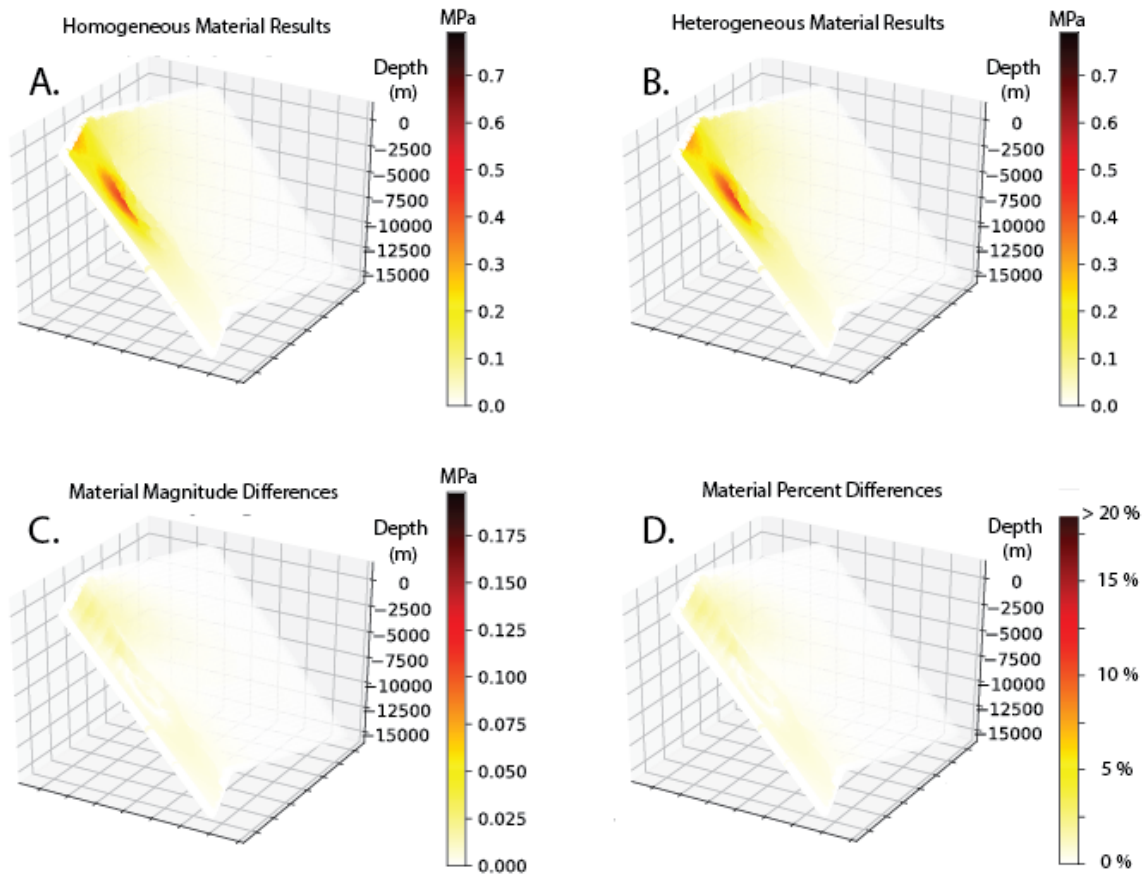 Homogeneous Material Results
MPa
A.
Depth
(m)
0
−2500
−5000
−7500
−10000
−12500
−15000
0.7
0.6
0.5
0.4
0.3
0.2
0.1
0.0
Heterogeneous Material Results
MPa
B.
Depth
(m)
0
−2500
−5000
−7500
−10000
−12500
−15000
0.7
0.6
0.5
0.4
0.3
0.2
0.1
0.0
Material Magnitude Differences
MPa
C.
Depth
(m)
0
−2500
−5000
−7500
−10000
−12500
−15000
0.175
0.150
0.125
0.100
0.075
0.050
0.025
0.000
Material Percent Differences
D.
Depth
(m)
0
−2500
−5000
−7500
−10000
−12500
−15000
> 20 %
15 %
10 %
5 %
0 %